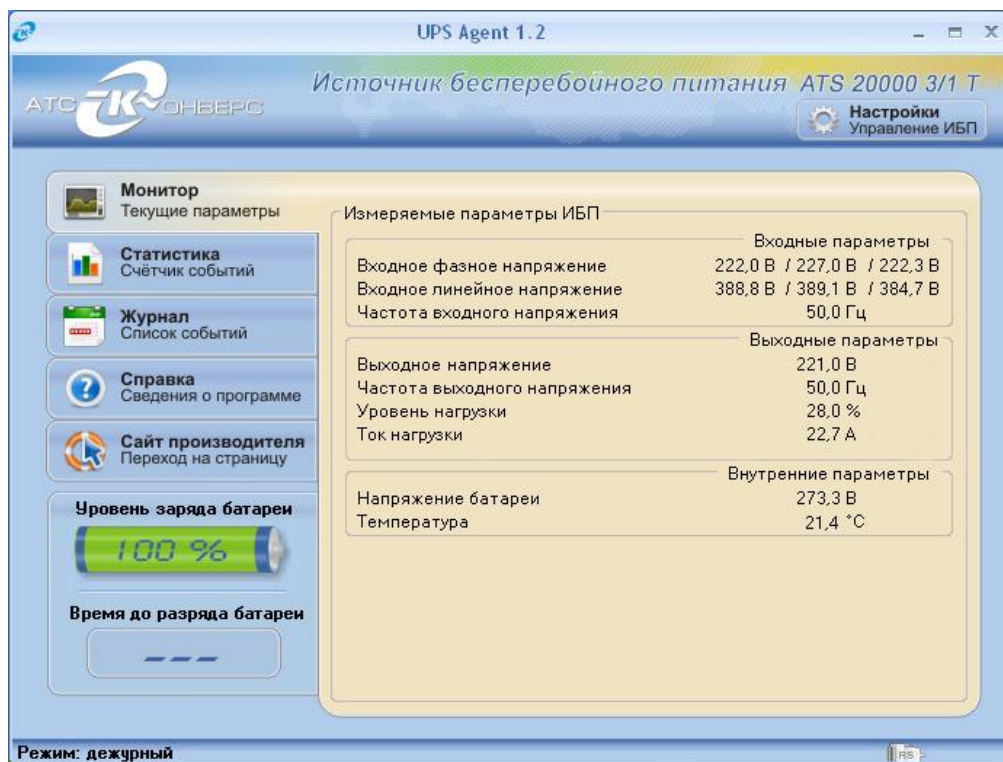 UPS Agent 1.2
АТС КОНВЕРС
Источник бесперебойного питания ATS 20000 3/1 T
Настройки
Управление ИБП
Монитор
Текущие параметры
Статистика
Счётчик событий
Журнал
Список событий
Справка
Сведения о программе
Сайт производителя
Переход на страницу
Уровень заряда батареи
100 %
Время до разряда батареи
---
Измеряемые параметры ИБП
Входные параметры
Входное фазное напряжение 222,0 В / 227,0 В / 222,3 В
Входное линейное напряжение 388,8 В / 389,1 В / 384,7 В
Частота входного напряжения 50,0 Гц
Выходные параметры
Выходное напряжение 221,0 В
Частота выходного напряжения 50,0 Гц
Уровень нагрузки 28,0 %
Ток нагрузки 22,7 А
Внутренние параметры
Напряжение батареи 273,3 В
Температура 21,4 °C
Режим: дежурный
RS